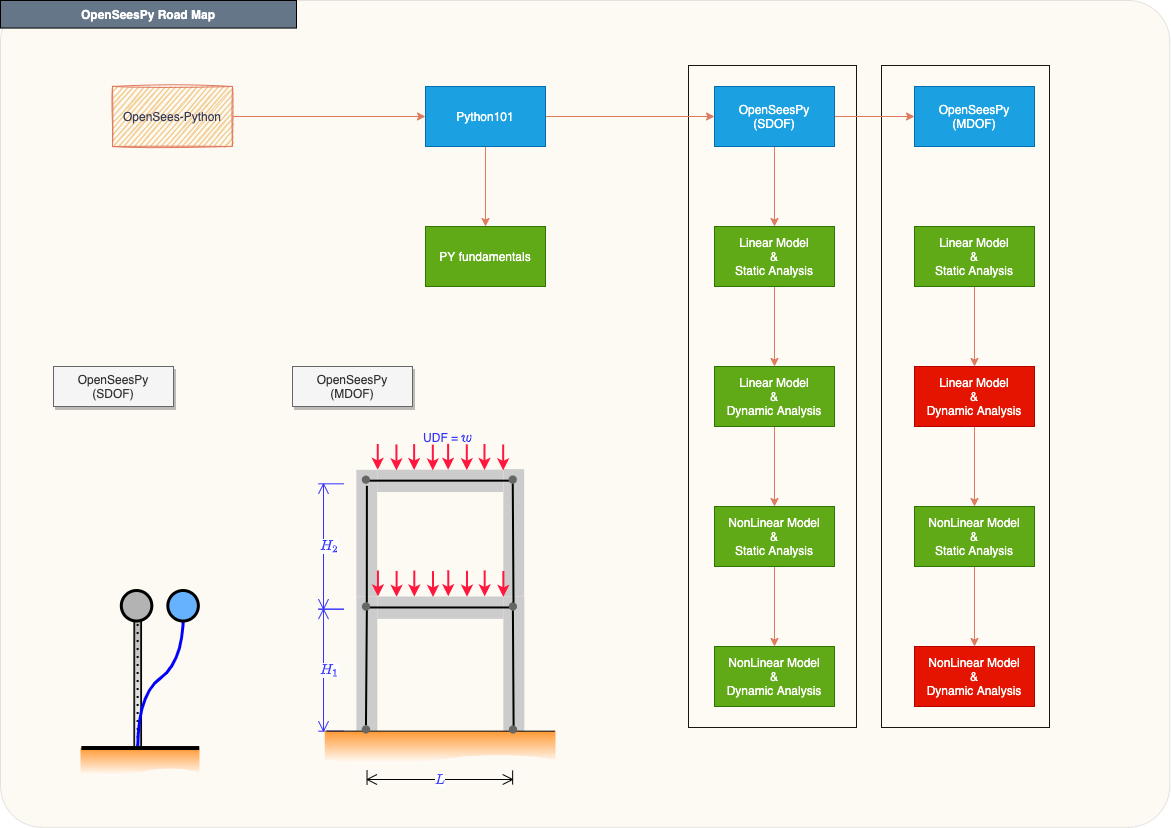 OpenSeesPy Road Map
OpenSees-Python
Python101
OpenSeesPy
(SDOF)
OpenSeesPy
(MDOF)
PY fundamentals
Linear Model
&
Static Analysis
Linear Model
&
Static Analysis
Linear Model
&
Dynamic Analysis
Linear Model
&
Dynamic Analysis
NonLinear Model
&
Static Analysis
NonLinear Model
&
Static Analysis
NonLinear Model
&
Dynamic Analysis
NonLinear Model
&
Dynamic Analysis
OpenSeesPy
(SDOF)
OpenSeesPy
(MDOF)
UDF = w
H₂
H₁
L